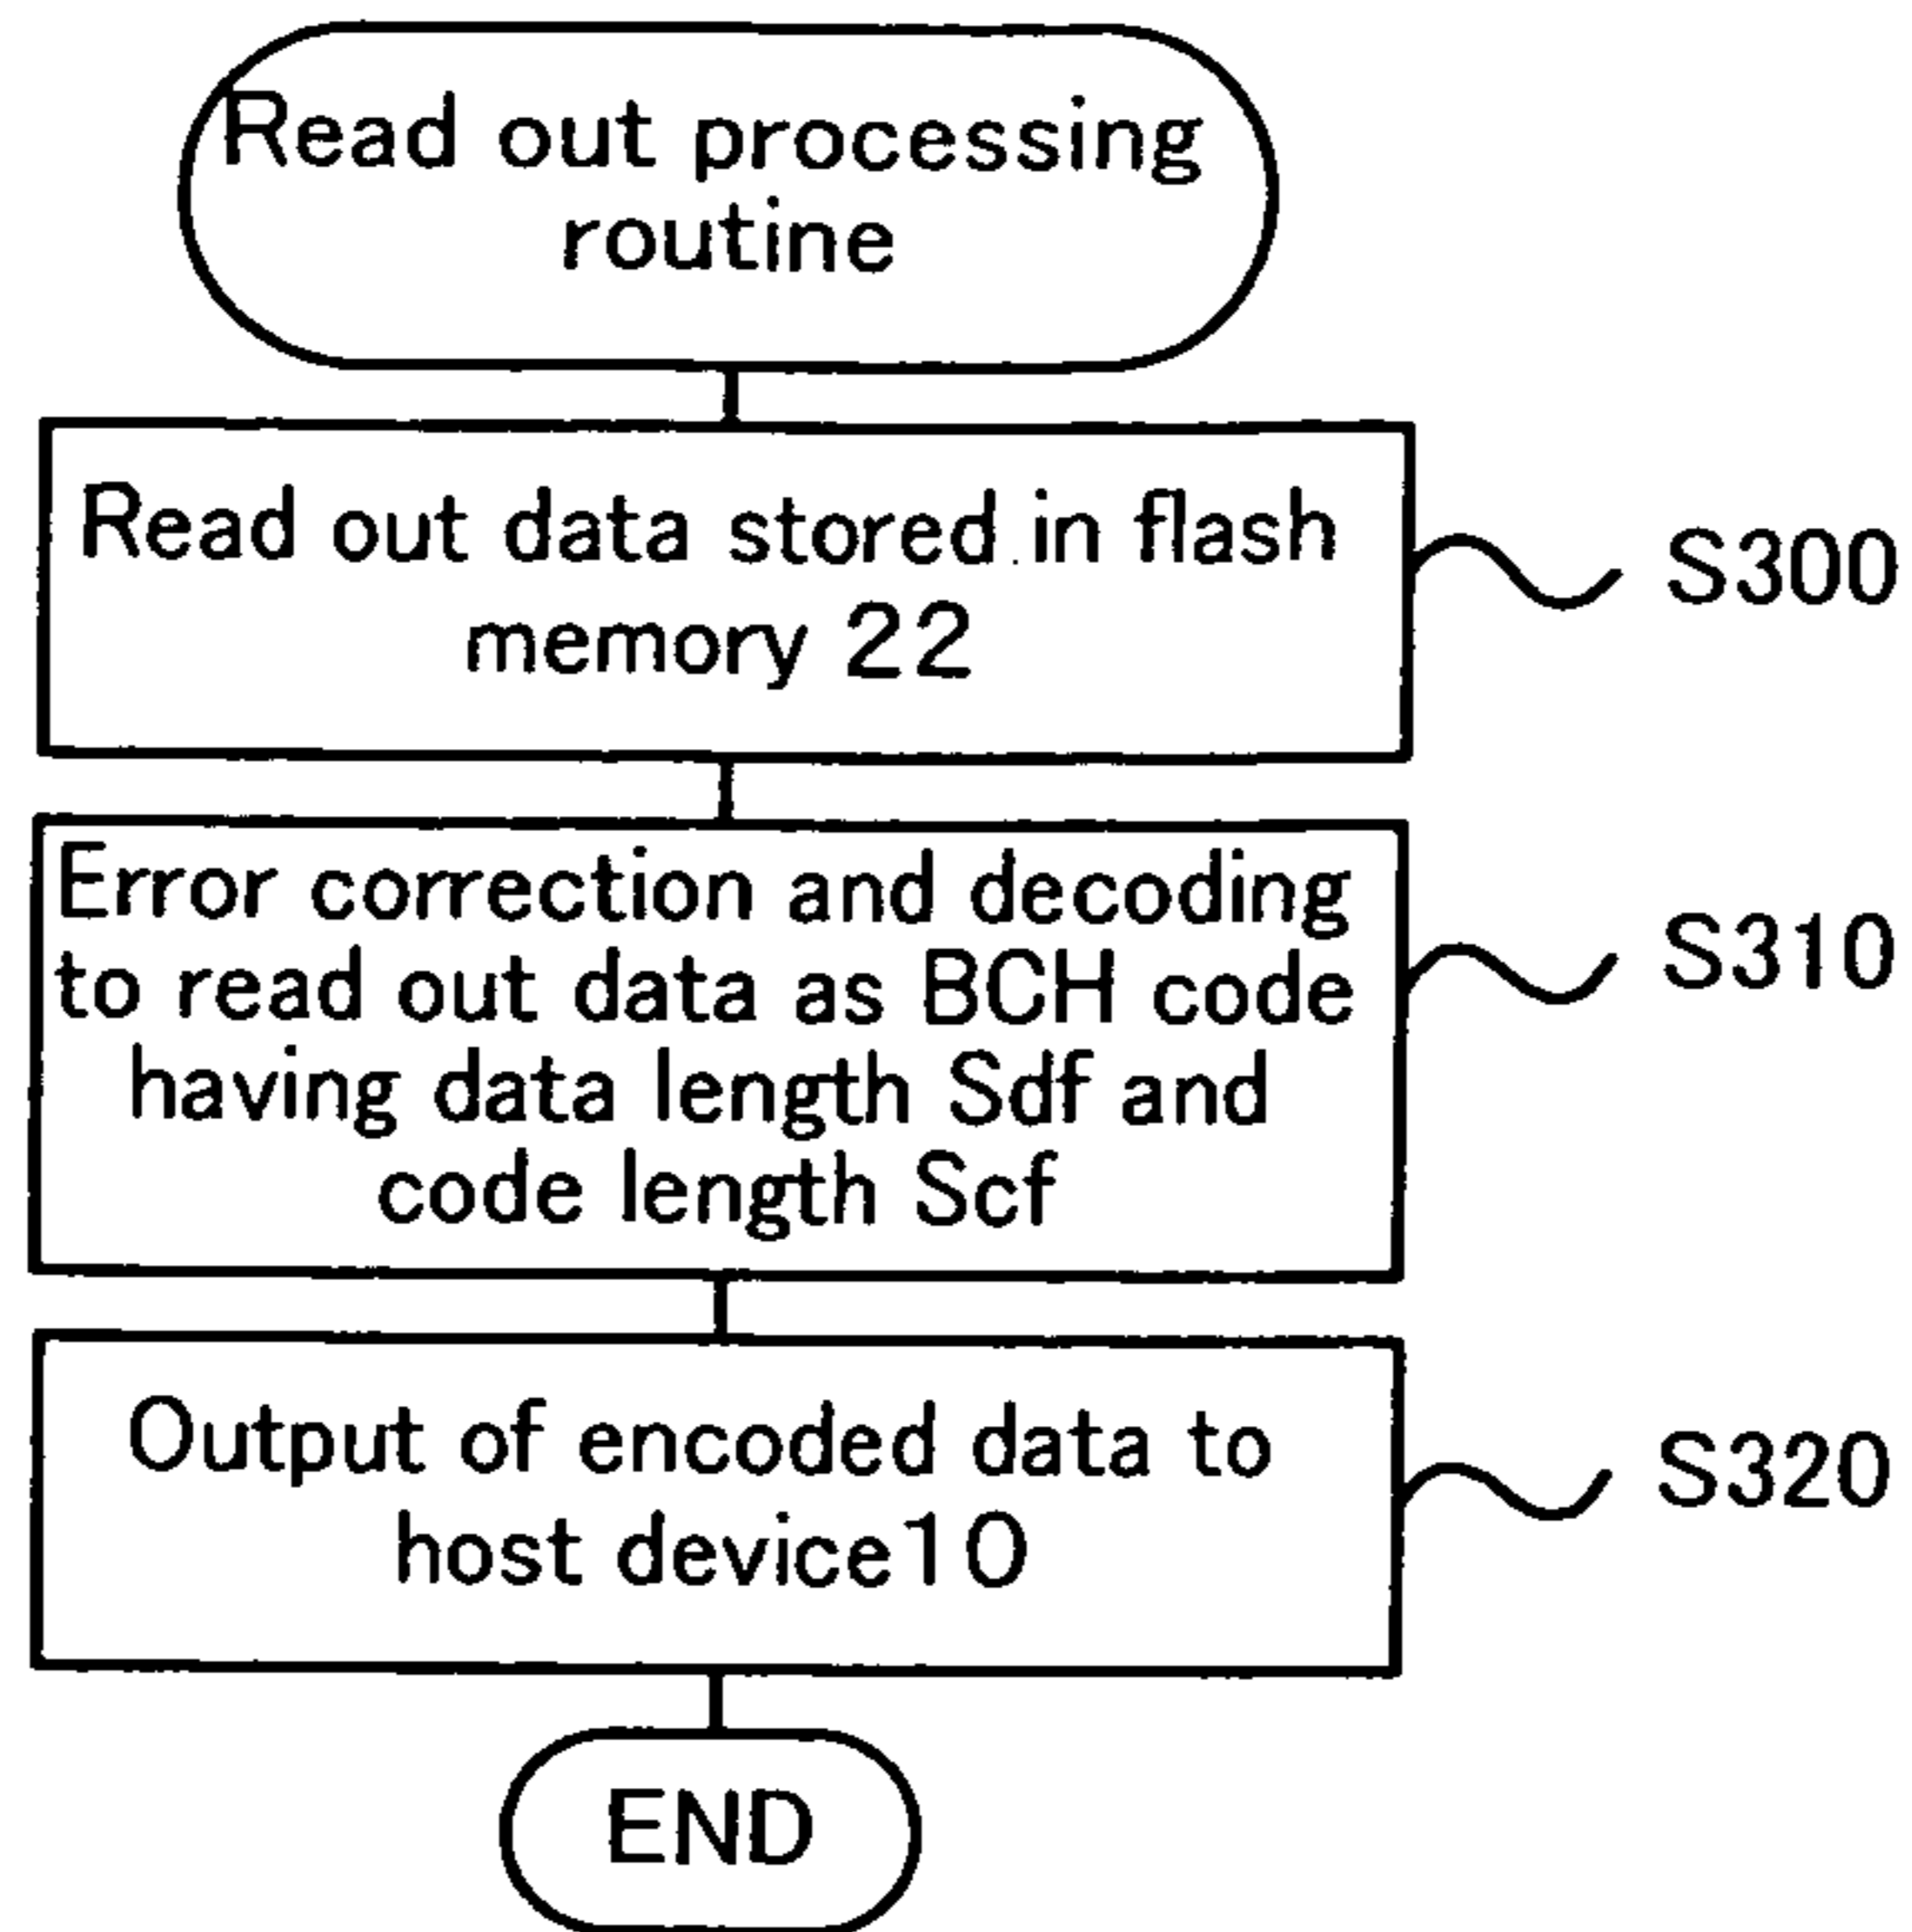 Read out processing
routine
Read out data stored in flash
memory 22
S300
Error correction and decoding
to read out data as BCH code
having data length Sdf and
code length Scf
S310
Output of encoded data to
host device10
S320
END